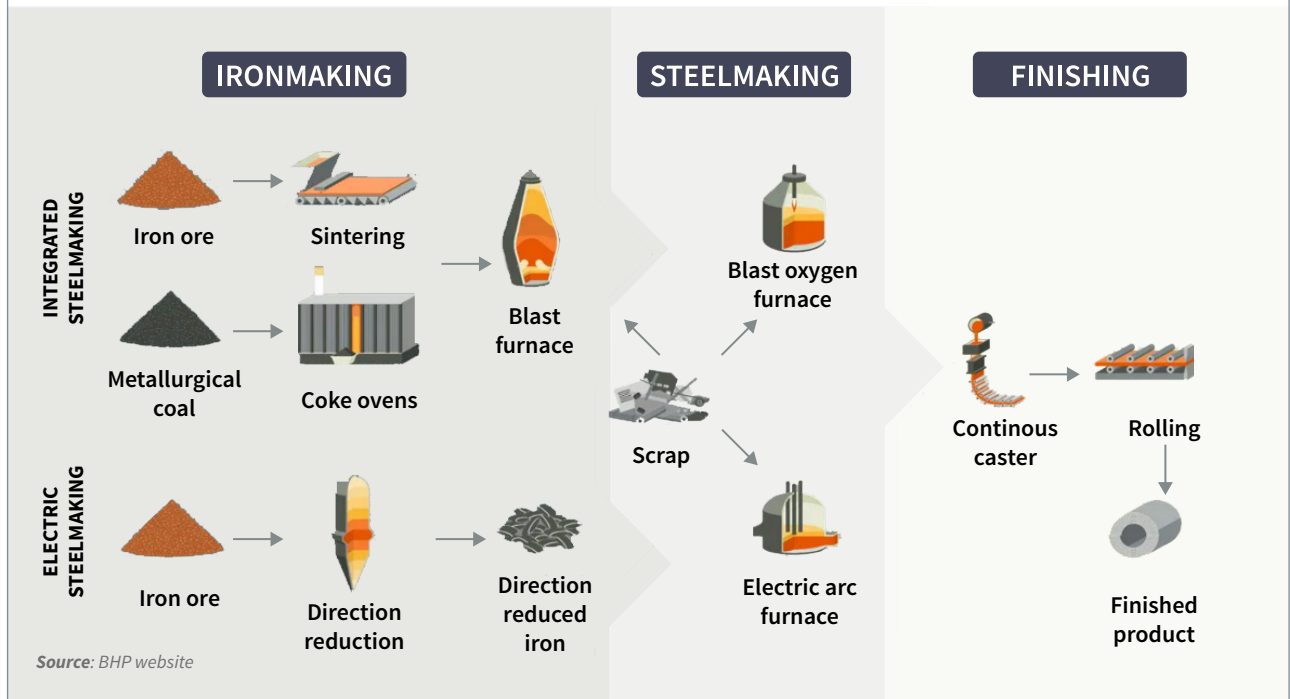 IRONMAKING
STEELMAKING
FINISHING
INTEGRATED
STEELMAKING
Iron ore
Sintering
Blast
furnace
Metallurgical
coal
Coke ovens
Blast oxygen
furnace
Scrap
Continous
caster
Rolling
ELECTRIC
STEELMAKING
Iron ore
Direction
reduction
Direction
reduced
iron
Electric arc
furnace
Finished
product
Source: BHP website